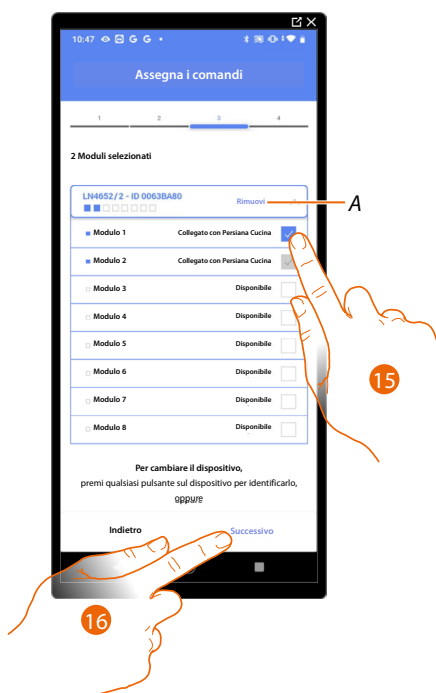 10:47 G G
Assegna i comandi
1 2 3 4
2 Moduli selezionati
LN4652/2 - ID 0063BA80
Rimuovi
A
Modulo 1 Collegato con Persiana Cucina
Modulo 2 Collegato con Persiana Cucina
Modulo 3 Disponibile
Modulo 4 Disponibile
Modulo 5 Disponibile
Modulo 6 Disponibile
Modulo 7 Disponibile
Modulo 8 Disponibile
15
Per cambiare il dispositivo,
premi qualsiasi pulsante sul dispositivo per identificarlo,
oppure
Indietro Successivo
16